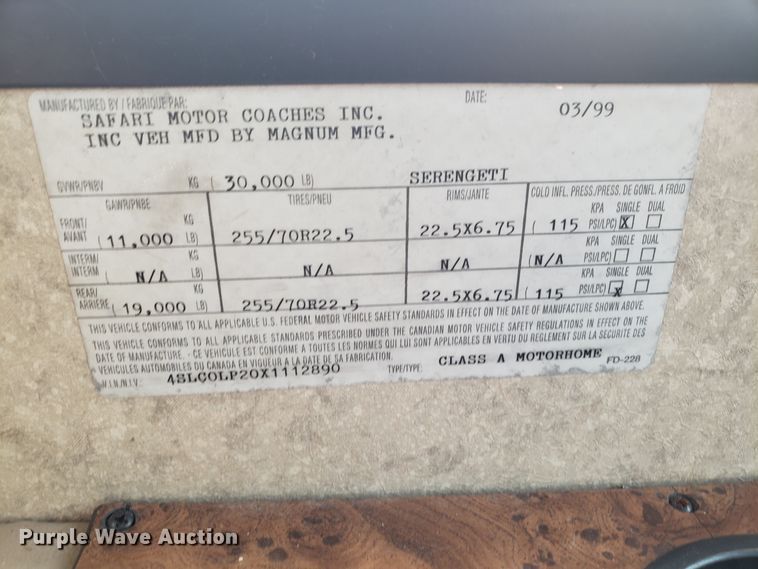 MANUFACTURED BY / FABRIQUE PAR: DATE:
SAFARI MOTOR COACHES INC. 03/99
INC VEH MFD BY MAGNUM MFG.
GVWR/PNBV KG ( 30,000 LB) SERENGETI
GAWR/PNBE TIRES/PNEU RIMS/JANTE COLD INFL. PRESS./PRESS. DE GONFL. A FROID
FRONT/ AVANT KG ( 11,000 LB) 255/70R22.5 22.5X6.75 ( 115 KPA PSI/LPC) SINGLE X DUAL
INTERM/ INTERM KG ( N/A LB) N/A N/A (N/A KPA PSI/LPC) SINGLE DUAL
REAR/ ARRIERE KG ( 19,000 LB) 255/70R22.5 22.5X6.75 ( 115 KPA PSI/LPC) SINGLE X DUAL
THIS VEHICLE CONFORMS TO ALL APPLICABLE U.S. FEDERAL MOTOR VEHICLE SAFETY STANDARDS IN EFFECT ON THE DATE OF MANUFACTURE SHOWN ABOVE.
THIS VEHICLE CONFORMS TO ALL APPLICABLE STANDARDS PRESCRIBED UNDER THE CANADIAN MOTOR VEHICLE SAFETY REGULATIONS IN EFFECT ON THE
DATE OF MANUFACTURE. - CE VEHICULE EST CONFORME A TOUTES LES NORMES QUI LUI SONT APPLICABLES EN VERTU DU REGLEMENT SUR LA SECURITE DES
VEHICULES AUTOMOBILES DU CANADA EN VIGUEUR A LA DATE DE SA FABRICATION.
V.I.N./N.I.V.: 4SLCOLP20X1112890 TYPE/TYPE: CLASS A MOTORHOME FD-228
Purple Wave Auction